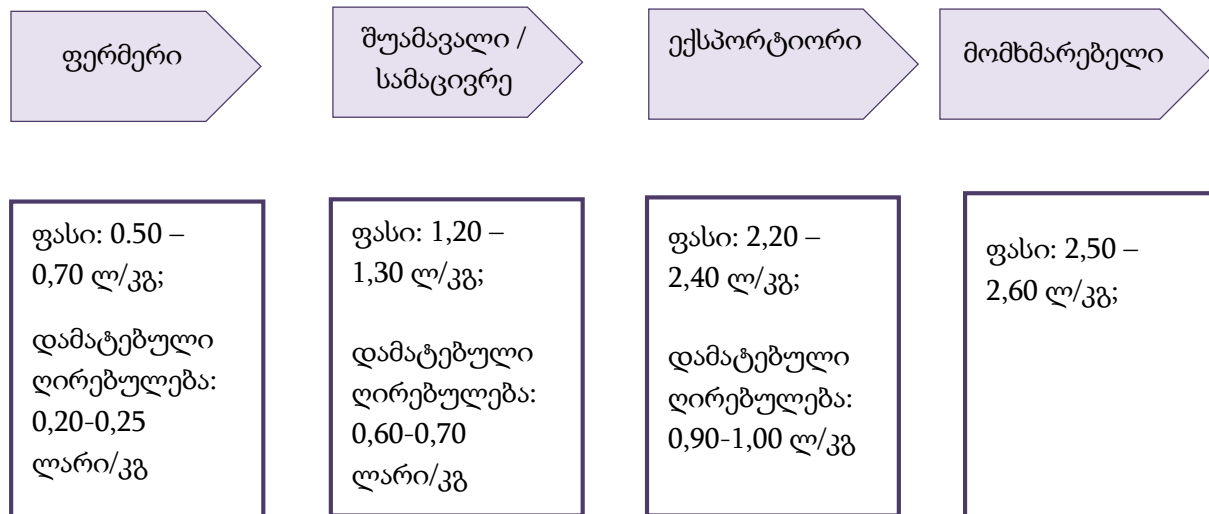 ფერმერი
შუამავალი /
სამაცივრე
ექსპორტიორი
მომხმარებელი
ფასი: 0.50 –
0,70 ლ/კგ;
დამატებული
ღირებულება:
0,20-0,25
ლარი/კგ
ფასი: 1,20 –
1,30 ლ/კგ;
დამატებული
ღირებულება:
0,60-0,70
ლარი/კგ
ფასი: 2,20 –
2,40 ლ/კგ;
დამატებული
ღირებულება:
0,90-1,00 ლ/კგ
ფასი: 2,50 –
2,60 ლ/კგ;